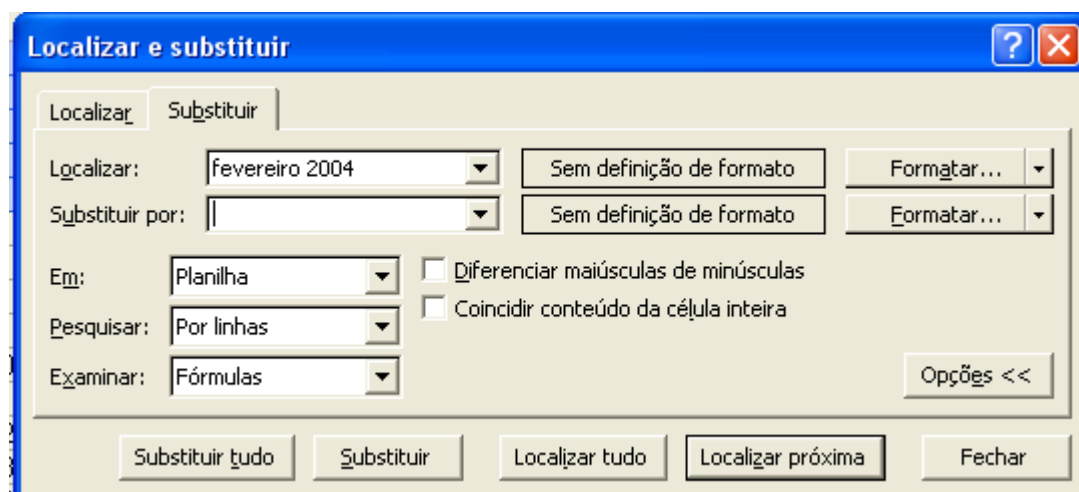 Localizar e substituir
Localizar Substituir
Localizar: fevereiro 2004 Sem definição de formato Formatar...
Substituir por: Sem definição de formato Formatar...
Em: Planilha Diferenciar maiúsculas de minúsculas
Pesquisar: Por linhas Coincidir conteúdo da célula inteira
Examinar: Fórmulas Opções <<
Substituir tudo Substituir Localizar tudo Localizar próxima Fechar